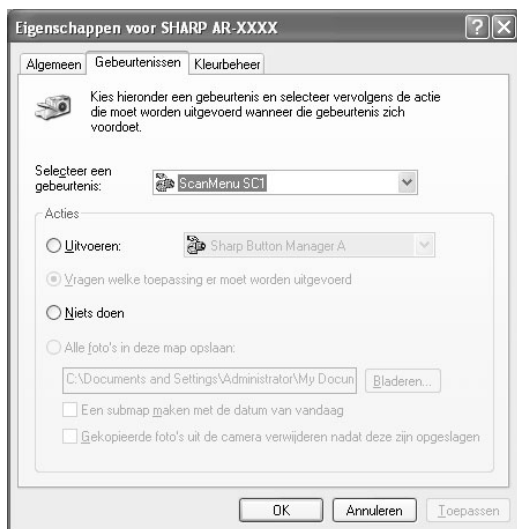 Eigenschappen voor SHARP AR-XXXX
Algemeen Gebeurtenissen Kleurbeheer
Kies hieronder een gebeurtenis en selecteer vervolgens de actie
die moet worden uitgevoerd wanneer die gebeurtenis zich
voordoet.
Selecteer een
gebeurtenis:
ScanMenu SC1
Acties
Uitvoeren: Sharp Button Manager A
Vragen welke toepassing er moet worden uitgevoerd
Niets doen
Alle foto's in deze map opslaan:
C:\Documents and Settings\Administrator\My Docun Bladeren...
Een submap maken met de datum van vandaag
Gekopieerde foto's uit de camera verwijderen nadat deze zijn opgeslagen
OK Annuleren Toepassen